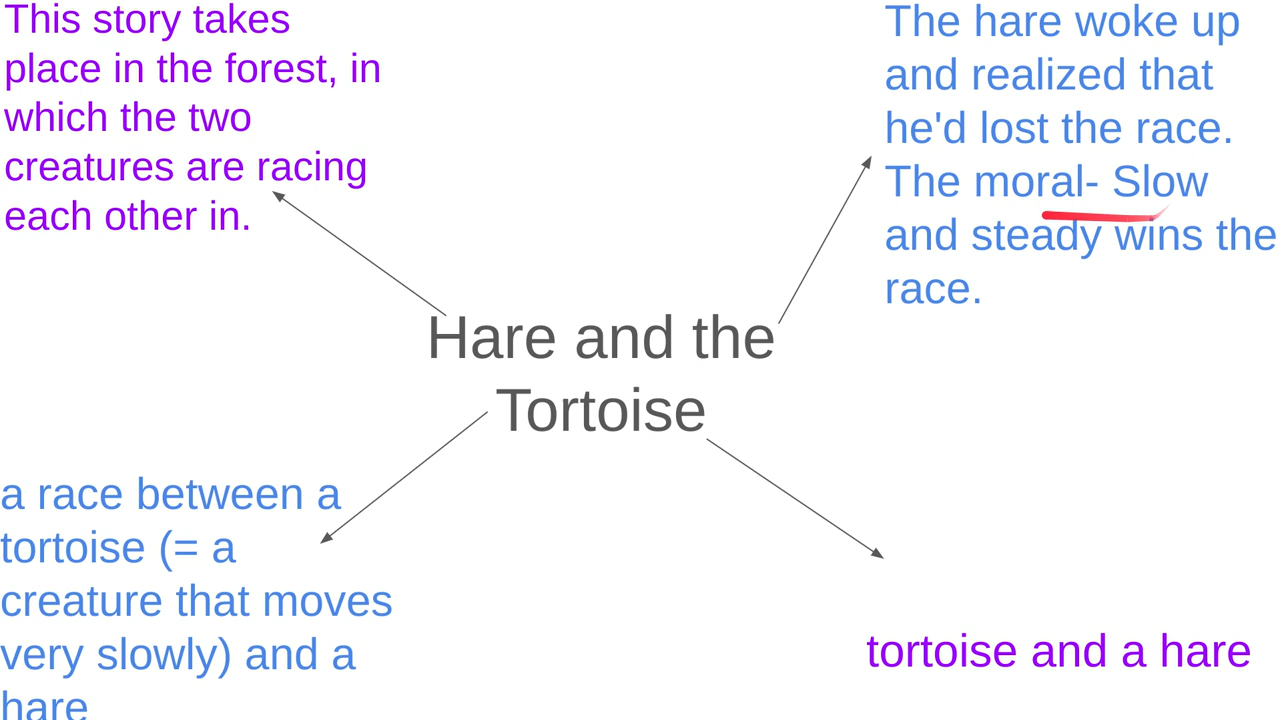 This story takes
place in the forest, in
which the two
creatures are racing
each other in.
The hare woke up
and realized that
he'd lost the race.
The moral- Slow
and steady wins the
race.
Hare and the
Tortoise
a race between a
tortoise (= a
creature that moves
very slowly) and a
hare
tortoise and a hare